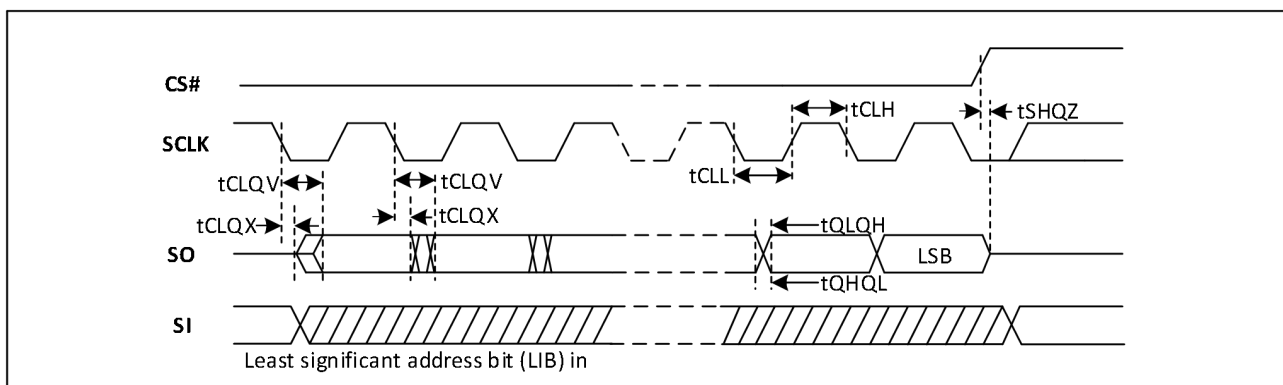 CS#
tCLH
tSHQZ
SCLK
tCLQV
tCLQV
tCLL
tCLQX
tCLQX
tQLQH
SO
LSB
tQHQL
SI
Least significant address bit (LIB) in